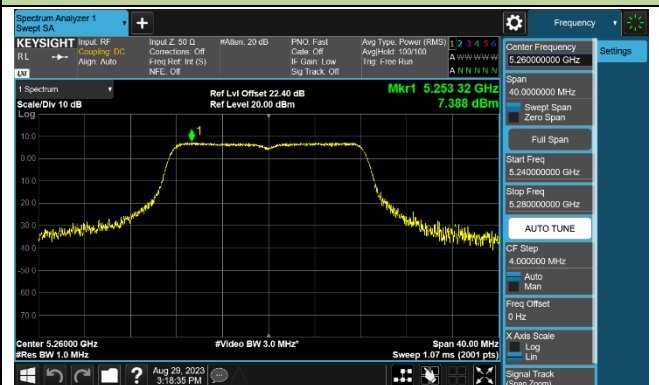 Spectrum Analyzer 1
Swept SA
+
Frequency
KEYSIGHT
RL
LXI
Input: RF
Coupling: DC
Align: Auto
Input Z: 50 Ω
Corrections: Off
Freq Ref: Int (S)
NFE: Off
#Atten: 20 dB
PNO: Fast
Gate: Off
IF Gain: Low
Sig Track: Off
Avg Type: Power (RMS)
Avg|Hold: 100/100
Trig: Free Run
1 2 3 4 5 6
A W W W W W
A N N N N N
1 Spectrum
Scale/Div 10 dB
Log
Ref Lvl Offset 22.40 dB
Ref Level 20.00 dBm
Mkr1 5.253 32 GHz
7.388 dBm
1
10.0
0.00
-10.0
-20.0
-30.0
-40.0
-50.0
-60.0
-70.0
Center 5.26000 GHz
#Res BW 1.0 MHz
#Video BW 3.0 MHz*
Span 40.00 MHz
Sweep 1.07 ms (2001 pts)
Center Frequency
5.260000000 GHz
Span
40.0000000 MHz
Swept Span
Zero Span
Full Span
Start Freq
5.240000000 GHz
Stop Freq
5.280000000 GHz
AUTO TUNE
CF Step
4.000000 MHz
Auto
Man
Freq Offset
0 Hz
X Axis Scale
Log
Lin
Signal Track
(Span Zoom)
Settings
?
Aug 29, 2023
3:18:35 PM